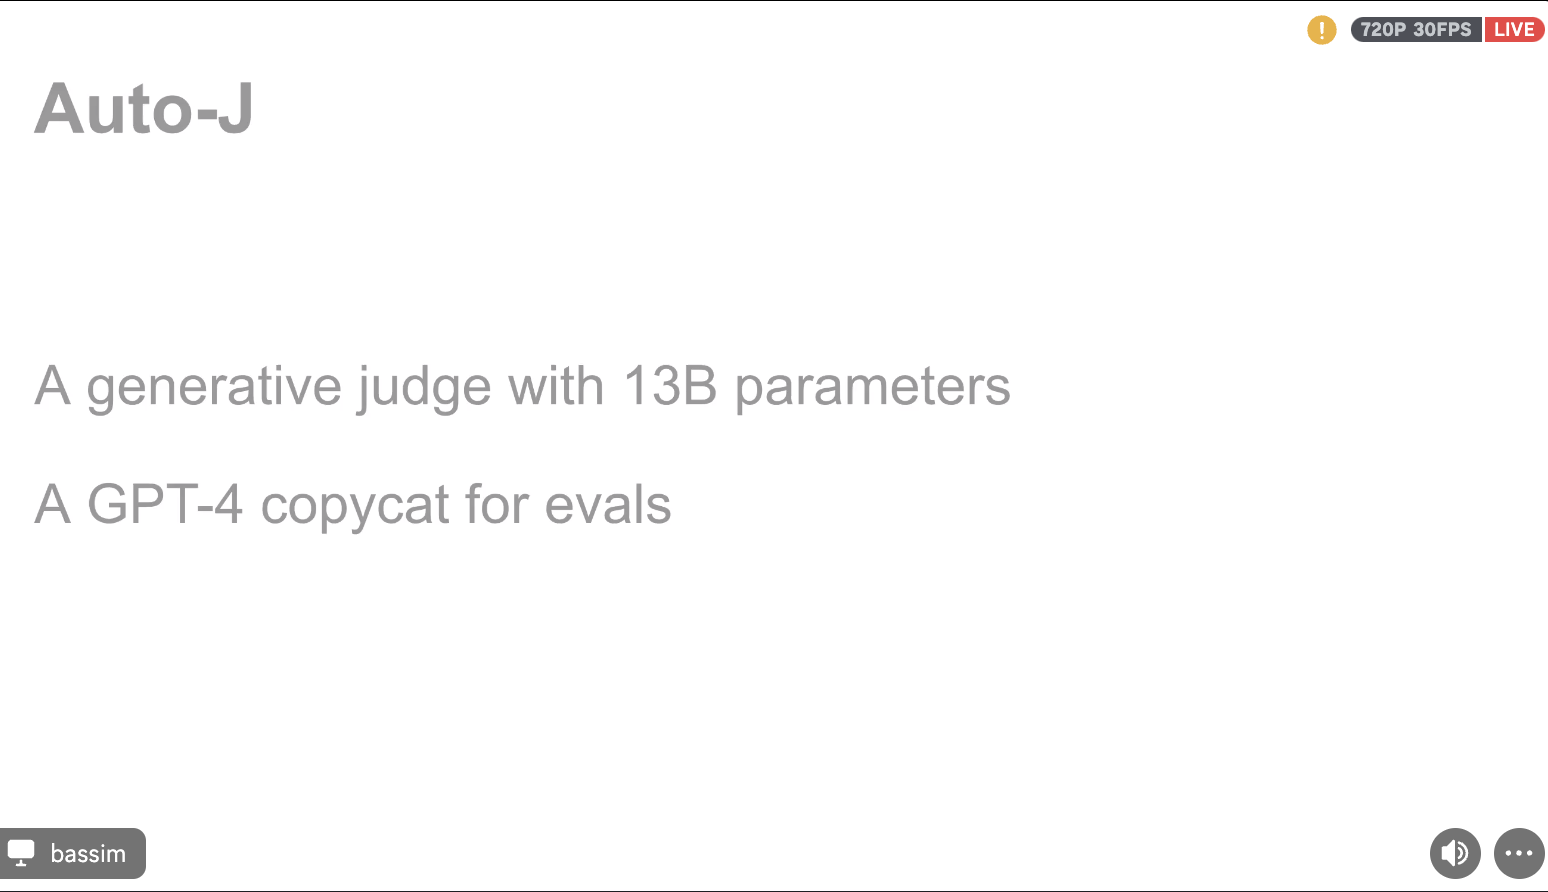 720P 30FPS LIVE
Auto-J
A generative judge with 13B parameters
A GPT-4 copycat for evals
bassim